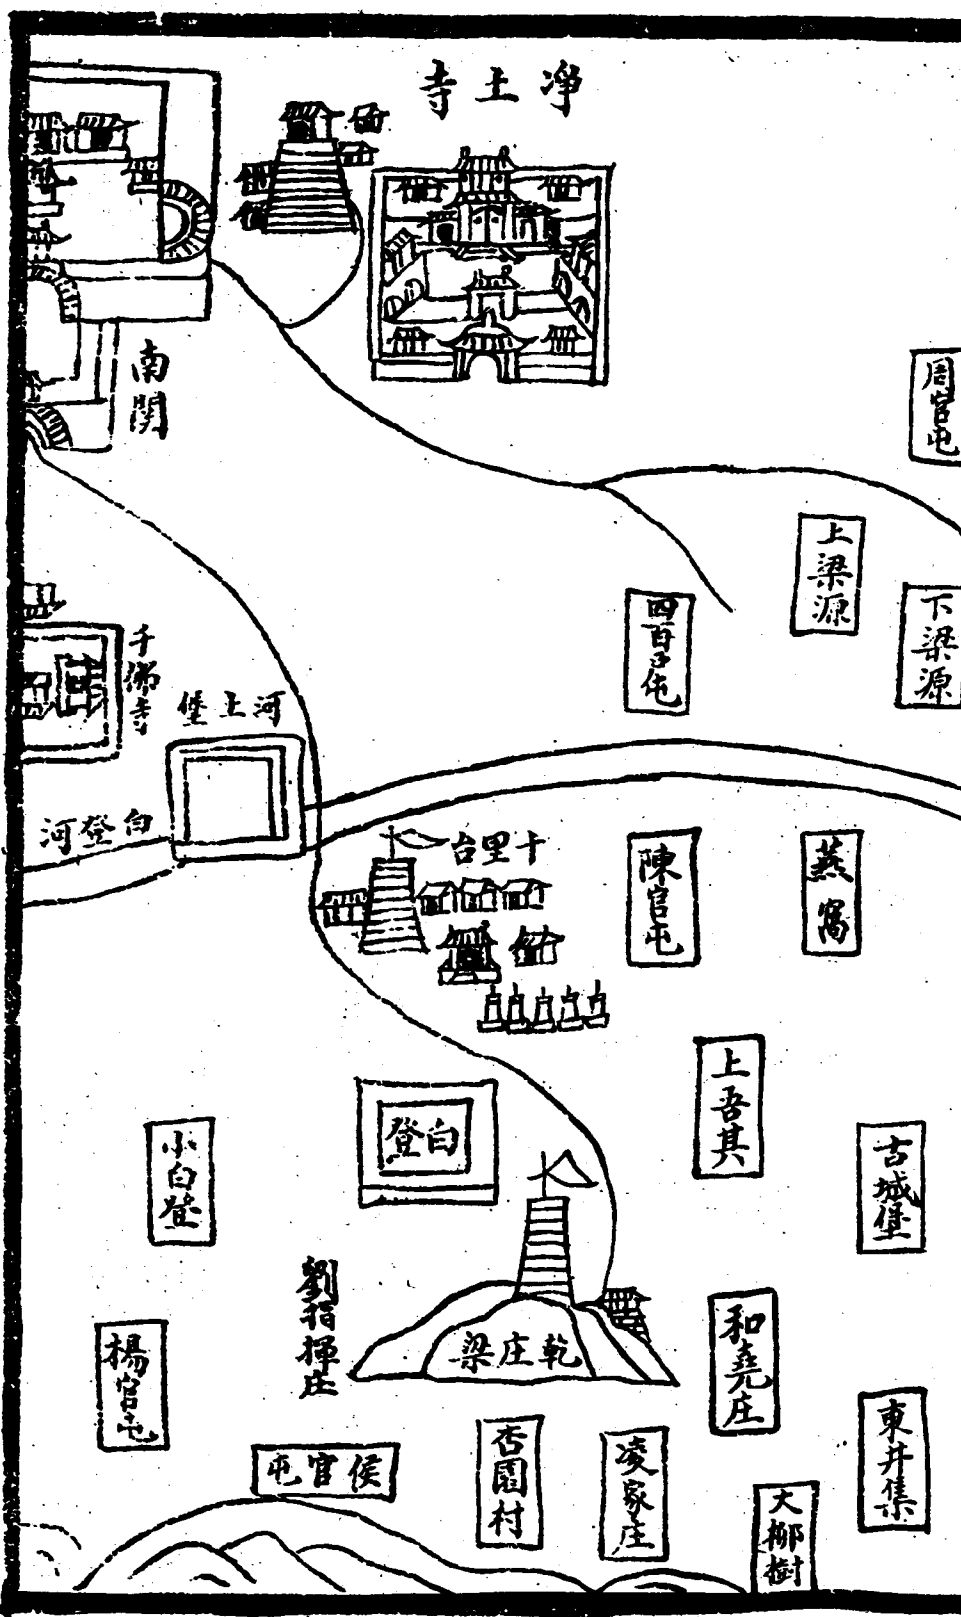 淨土寺
南関
周官屯
上梁源
下梁源
四百戶屯
千佛寺
河上堡
白登河
十里台
陳官屯
燕窩
上吾其
白登
小白登
古城堡
劉指揮庄
乾庄梁
和堯庄
楊官屯
東井集
侯官屯
杏園村
凌家庄
大柳樹